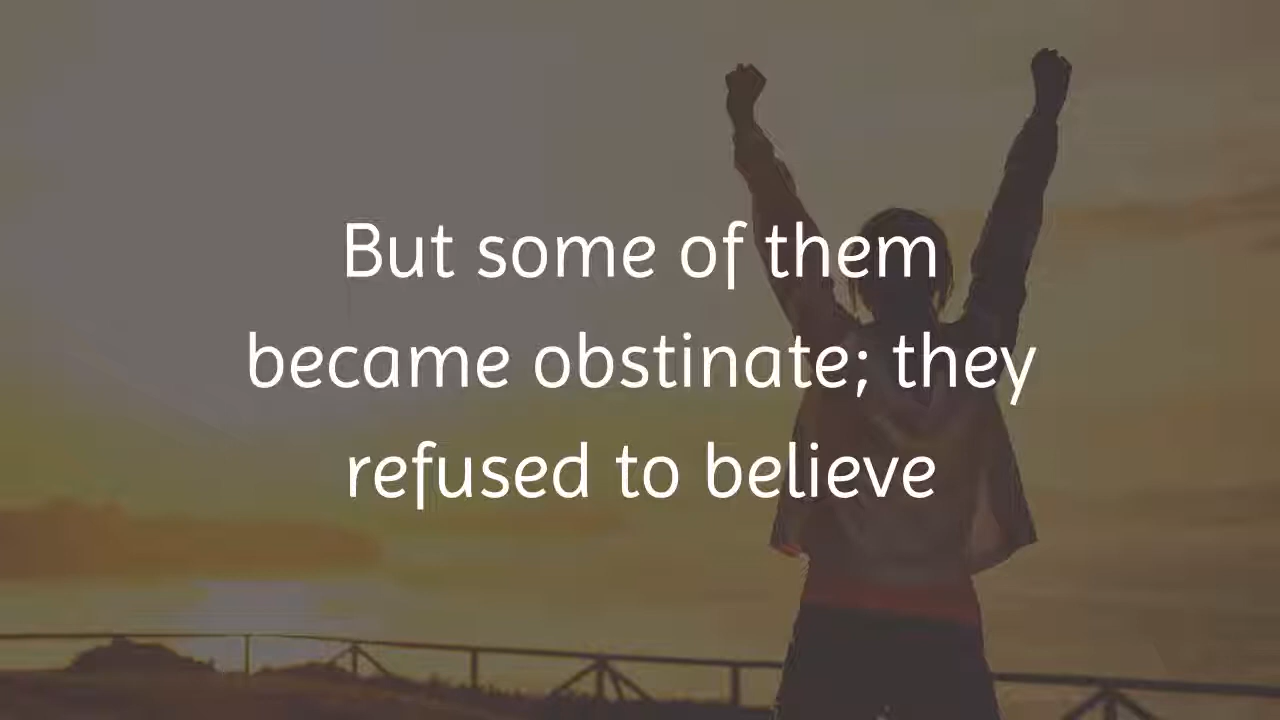 But some of them
became obstinate; they
refused to believe